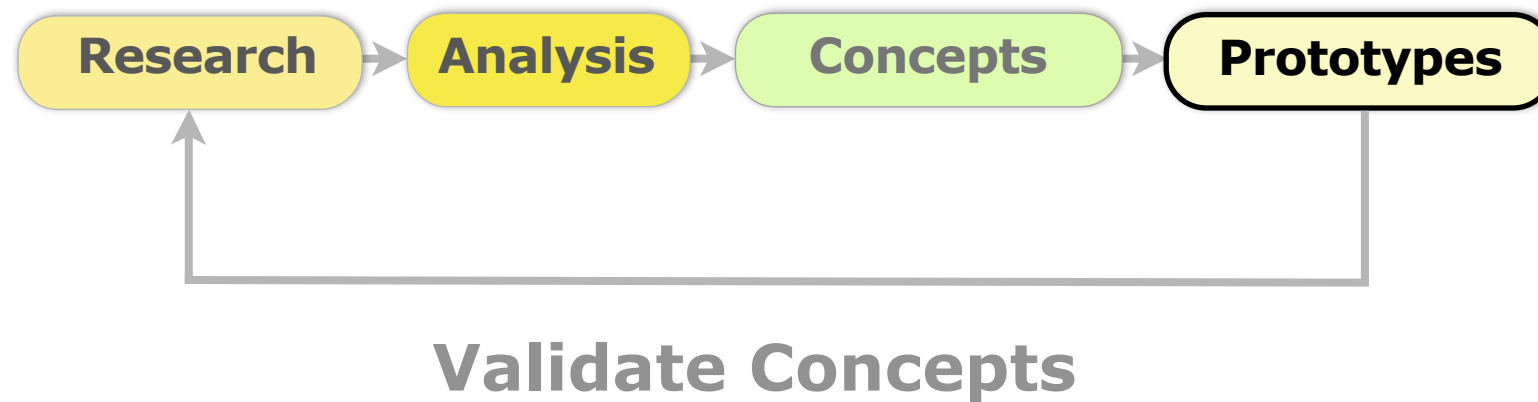 Research
Analysis
Concepts
Prototypes
Validate Concepts